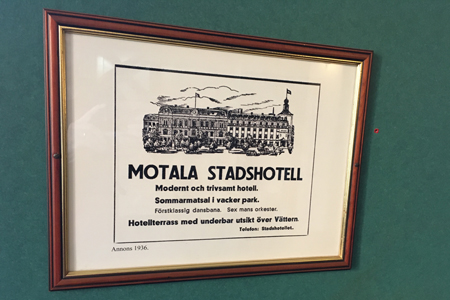 MOTALA STADSHOTELL
Modernt och trivsamt hotell.
Sommarmatsal i vacker park.
Förstklassig dansbana. Sex mans orkester.
Hotellterrass med underbar utsikt över Vättern.
Telefon: Stadshotellet.
Annons 1936.